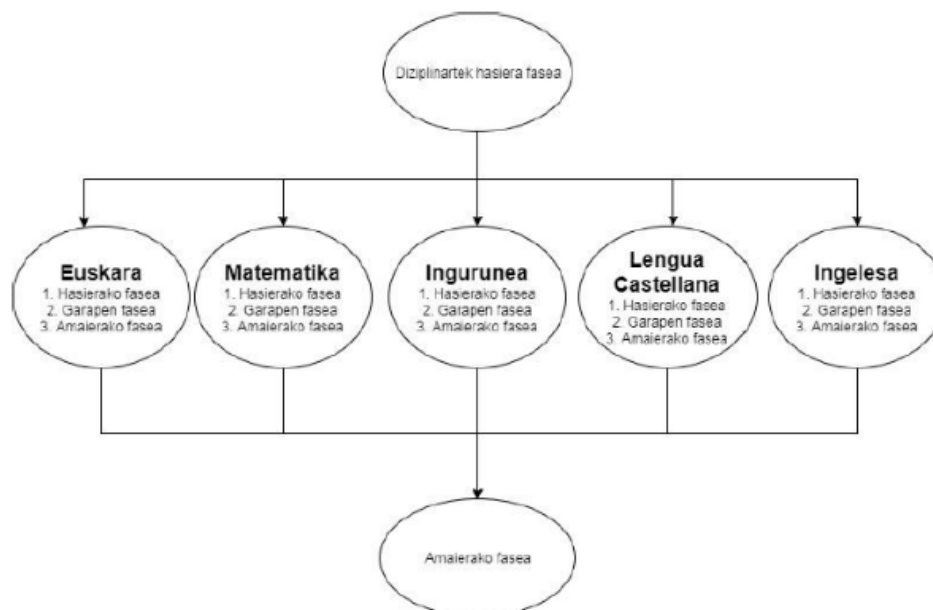 Diziplinartek hasiera fasea
Euskara
1. Hasierako fasea
2. Garapen fasea
3. Amaierako fasea
Matematika
1. Hasierako fasea
2. Garapen fasea
3. Amaierako fasea
Ingurunea
1. Hasierako fasea
2. Garapen fasea
3. Amaierako fasea
Lengua
Castellana
1. Hasierako fasea
2. Garapen fasea
3. Amaierako fasea
Ingelesa
1. Hasierako fasea
2. Garapen fasea
3. Amaierako fasea
Amaierako fasea